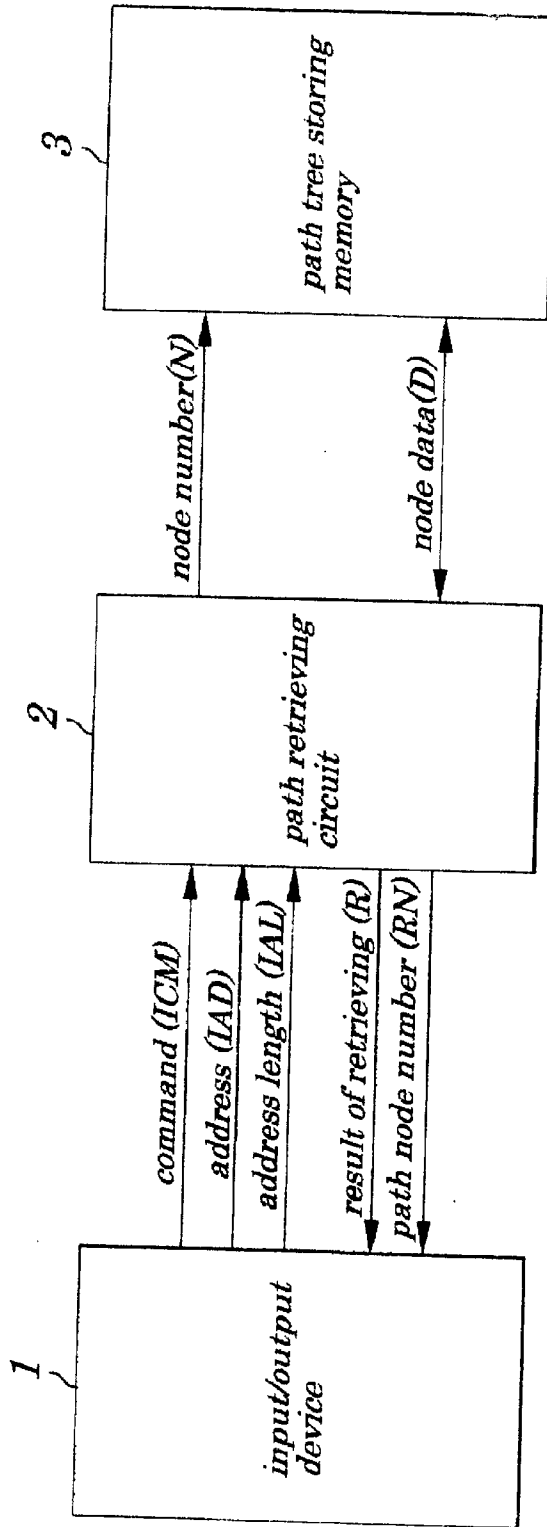 1
input/output
device
command (ICM)
address (IAD)
address length (IAL)
result of retrieving (R)
path node number (RN)
2
path retrieving
circuit
node number(N)
node data(D)
3
path tree storing
memory